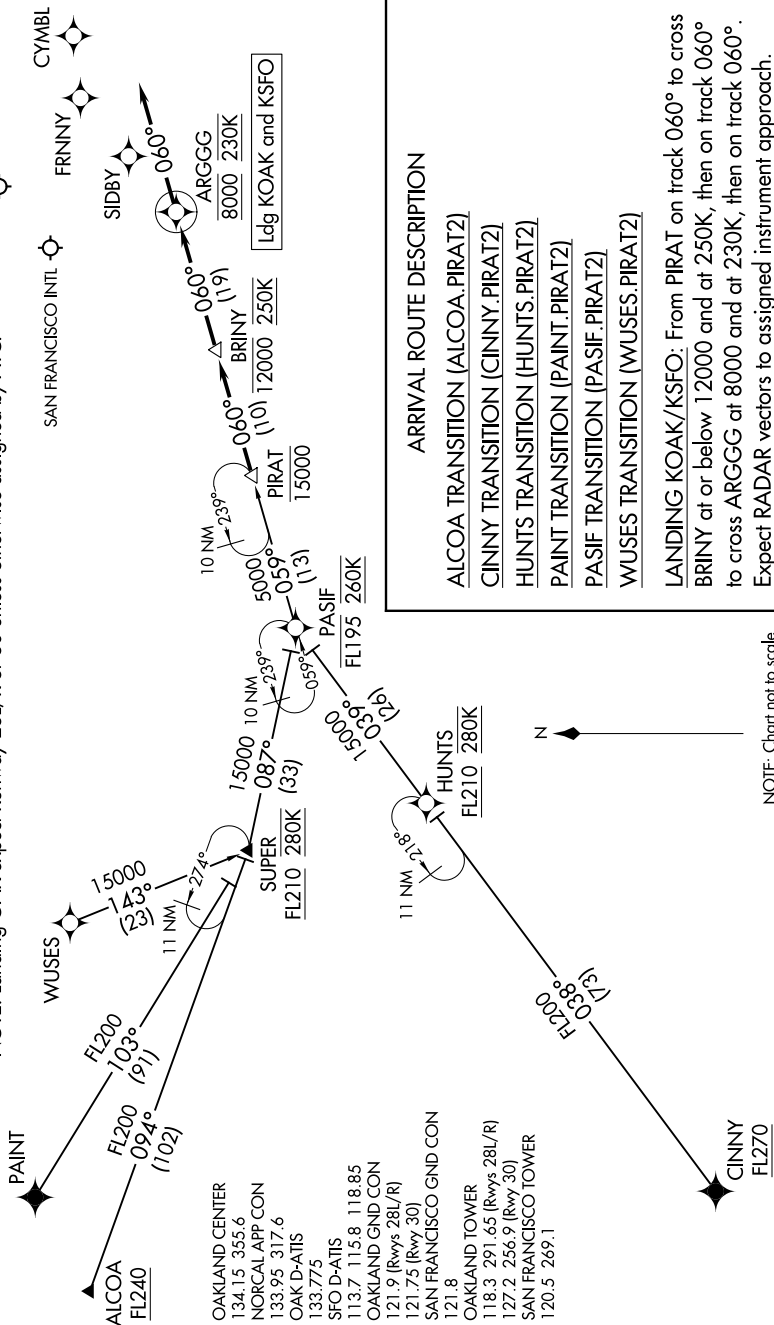 CYMBL
FRNNY
SIDBY
SAN FRANCISCO INTL
060°
ARGGG
8000 230K
Ldg KOAK and KSFO
060°
(19)
BRINY
12000 250K
060°
(10)
PIRAT
15000
10 NM
239°
5000
059°
(13)
PASIF
FL195 260K
10 NM
239°
059°
15000
087°
(33)
SUPER
FL210 280K
WUSES
15000
143°
(23)
11 NM
274°
PAINT
FL200
103°
(91)
ALCOA
FL240
FL200
094°
(102)
15000
039°
(26)
HUNTS
FL210 280K
11 NM
218°
FL200
038°
(73)
CINNY
FL270
OAKLAND CENTER
134.15 355.6
NORCAL APP CON
133.95 317.6
OAK D-ATIS
133.775
SFO D-ATIS
113.7 115.8 118.85
OAKLAND GND CON
121.9 (Rwys 28L/R)
121.75 (Rwy 30)
SAN FRANCISCO GND CON
121.8
OAKLAND TOWER
118.3 291.65 (Rwys 28L/R)
127.2 256.9 (Rwy 30)
SAN FRANCISCO TOWER
120.5 269.1
N
NOTE: Chart not to scale
ARRIVAL ROUTE DESCRIPTION
ALCOA TRANSITION (ALCOA.PIRAT2)
CINNY TRANSITION (CINNY.PIRAT2)
HUNTS TRANSITION (HUNTS.PIRAT2)
PAINT TRANSITION (PAINT.PIRAT2)
PASIF TRANSITION (PASIF.PIRAT2)
WUSES TRANSITION (WUSES.PIRAT2)
LANDING KOAK/KSFO: From PIRAT on track 060° to cross
BRINY at or below 12000 and at 250K, then on track 060°
to cross ARGGG at 8000 and at 230K, then on track 060°.
Expect RADAR vectors to assigned instrument approach.